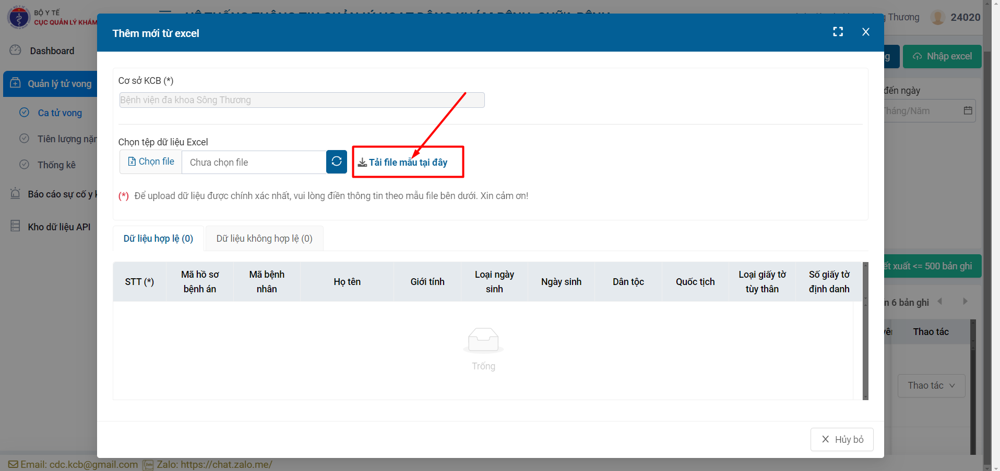 BỘ Y TẾ
CỤC QUẢN LÝ KHÁM
Thương
24020
Thêm mới từ excel
Dashboard
Nhập excel
Cơ sở KCB (*)
Quản lý tử vong
đến ngày
Bệnh viện đa khoa Sông Thương
Tháng/Năm
Ca tử vong
Tiên lượng
Chọn tệp dữ liệu Excel
Chọn file
Chưa chọn file
Tải file mẫu tại đây
Thống kê
Báo cáo sự cố y
(*) Để upload dữ liệu được chính xác nhất, vui lòng điền thông tin theo mẫu file bên dưới. Xin cảm ơn!
Kho dữ liệu API
Dữ liệu hợp lệ (0)
Dữ liệu không hợp lệ (0)
xuất <= 500 bản ghi
STT (*)
Mã hồ sơ bệnh án
Mã bệnh nhân
Họ tên
Giới tính
Loại ngày sinh
Ngày sinh
Dân tộc
Quốc tịch
Loại giấy tờ tùy thân
Số giấy tờ định danh
6 bản ghi
Thao tác
Trống
Thao tác
Hủy bỏ
Email: cdc.kcb@gmail.com
Zalo: https://chat.zalo.me/